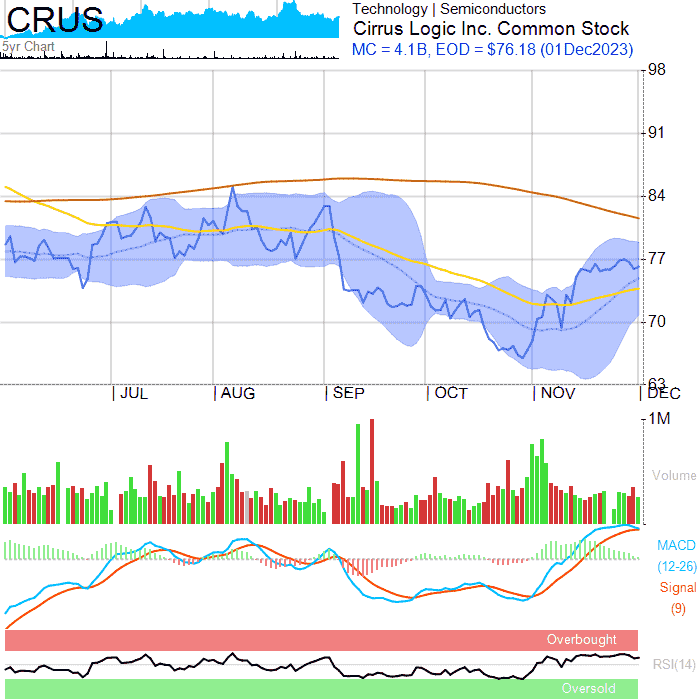 CRUS
5yr Chart
Technology | Semiconductors
Cirrus Logic Inc. Common Stock
MC = 4.1B, EOD = $76.18 (01Dec2023)
98
91
84
77
70
63
| JUL | AUG | SEP | OCT | NOV | DEC
1M
Volume
MACD
(12-26)
Signal
(9)
Overbought
RSI(14)
Oversold